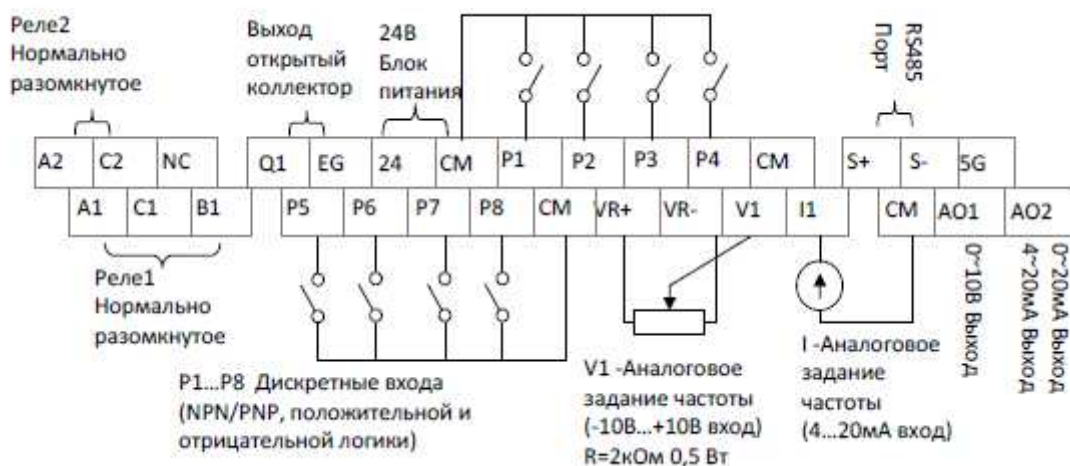 Реле2
Нормально
разомкнутое
Выход
открытый
коллектор
24В
Блок
питания
RS485
Порт
A2 C2 NC Q1 EG 24 CM P1 P2 P3 P4 CM S+ S- 5G
A1 C1 B1 P5 P6 P7 P8 CM VR+ VR- V1 I1 CM AO1 AO2
Реле1
Нормально
разомкнутое
P1...P8 Дискретные входа
(NPN/PNP, положительной и
отрицательной логики)
V1 -Аналоговое
задание частоты
(-10В...+10В вход)
R=2кОм 0,5 Вт
I -Аналоговое
задание
частоты
(4...20мА вход)
0~10В Выход
4~20мА Выход
0~20мА Выход